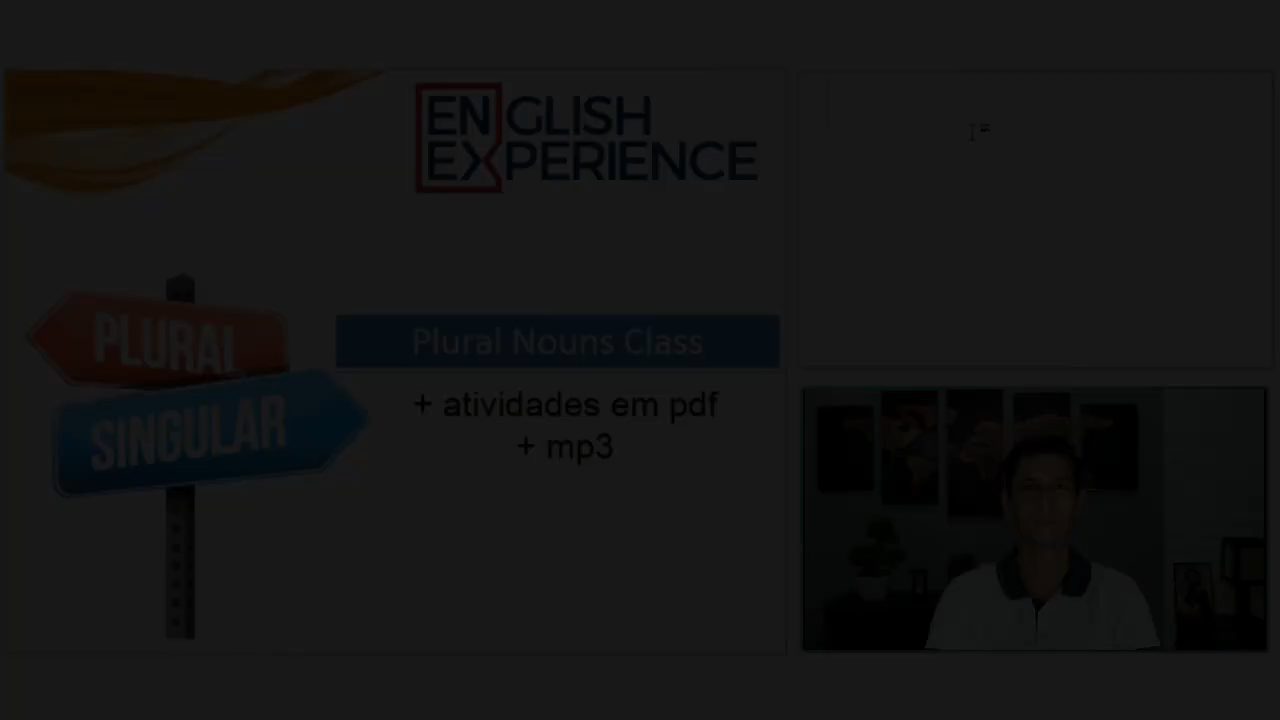 ENGLISH
EXPERIENCE
PLURAL
SINGULAR
Plural Nouns Class
+ atividades em pdf
+ mp3